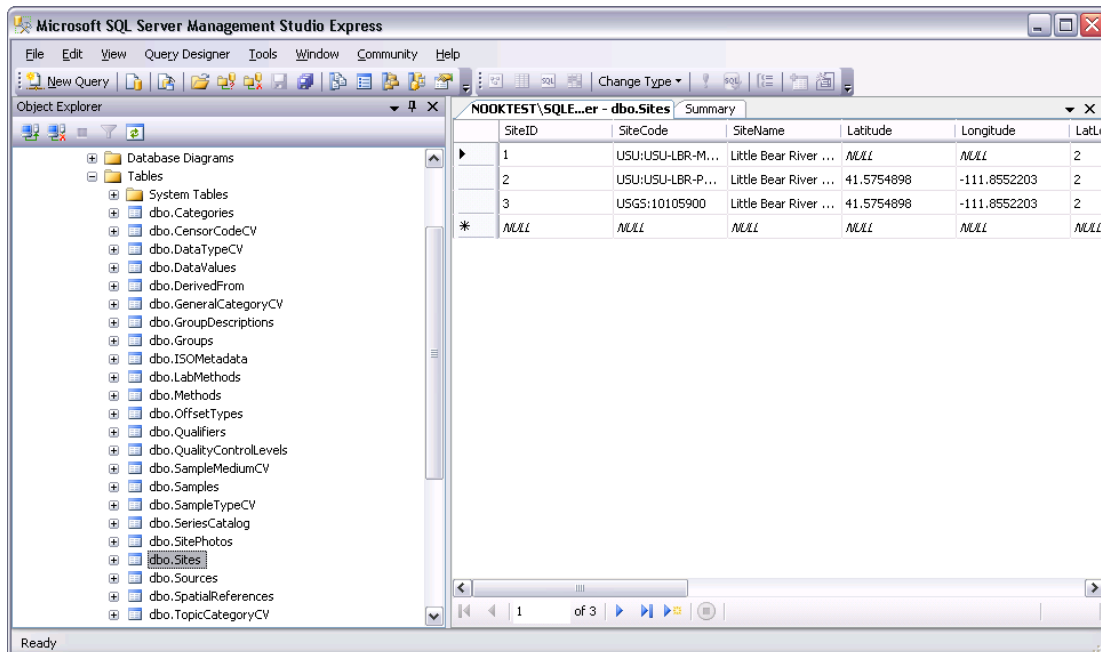 Microsoft SQL Server Management Studio Express
File Edit View Query Designer Tools Window Community Help
New Query Change Type
Object Explorer
NOOKTEST\SQLE...er - dbo.Sites Summary
SiteID SiteCode SiteName Latitude Longitude LatL
1 USU:USU-LBR-M... Little Bear River ... NULL NULL 2
2 USU:USU-LBR-P... Little Bear River ... 41.5754898 -111.8552203 2
3 USGS:10105900 Little Bear River ... 41.5754898 -111.8552203 2
NULL NULL NULL NULL NULL NULL
Database Diagrams
Tables
System Tables
dbo.Categories
dbo.CensorCodeCV
dbo.DataTypeCV
dbo.DataValues
dbo.DerivedFrom
dbo.GeneralCategoryCV
dbo.GroupDescriptions
dbo.Groups
dbo.ISOMetadata
dbo.LabMethods
dbo.Methods
dbo.OffsetTypes
dbo.Qualifiers
dbo.QualityControlLevels
dbo.SampleMediumCV
dbo.Samples
dbo.SampleTypeCV
dbo.SeriesCatalog
dbo.SitePhotos
dbo.Sites
dbo.Sources
dbo.SpatialReferences
dbo.TopicCategoryCV
1 of 3
Ready